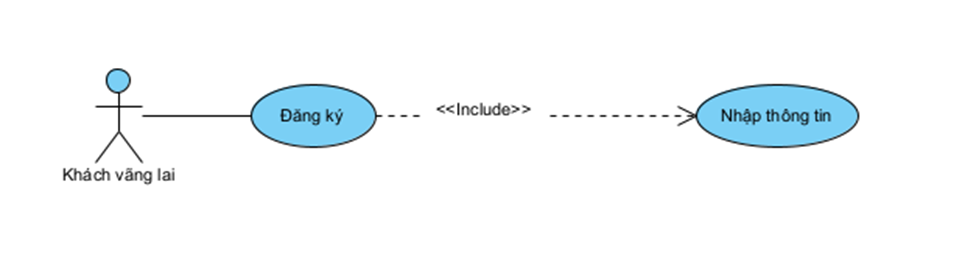 Đăng ký
<<Include>>
Nhập thông tin
Khách vãng lai